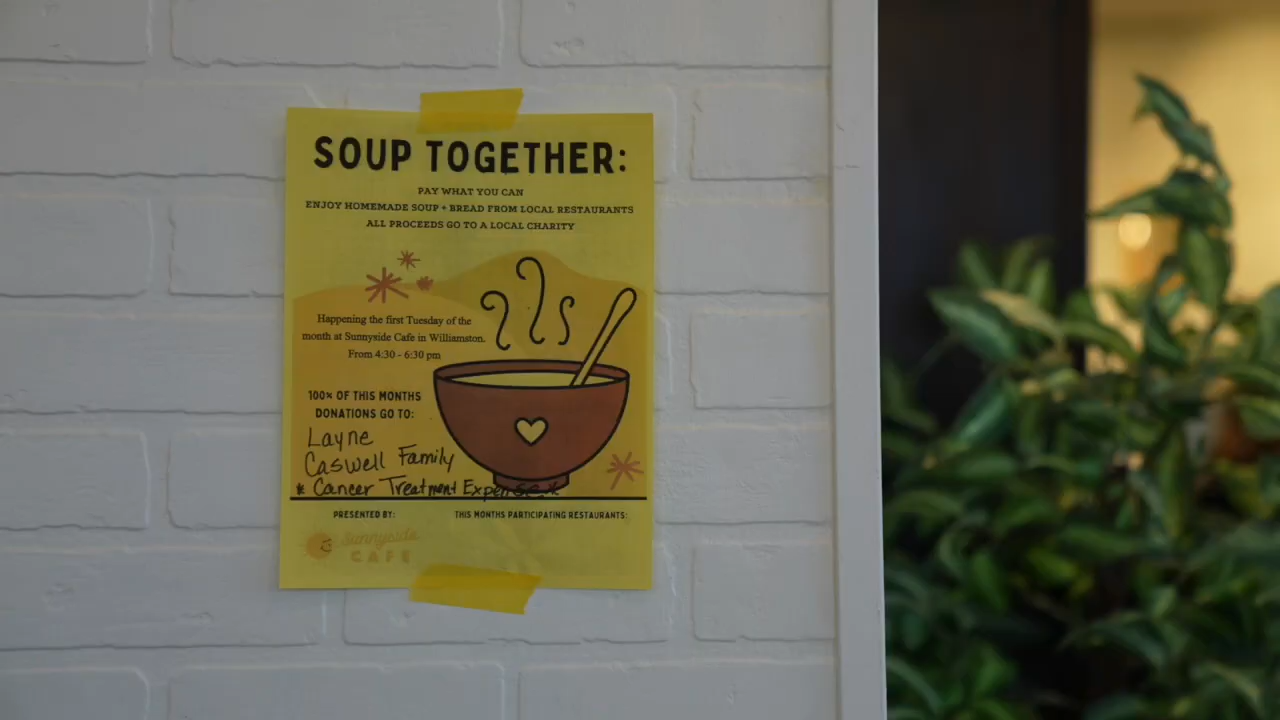 SOUP TOGETHER:
PAY WHAT YOU CAN
ENJOY HOMEMADE SOUP + BREAD FROM LOCAL RESTAURANTS
ALL PROCEEDS GO TO A LOCAL CHARITY
Happening the first Tuesday of the
month at Sunnyside Cafe in Williamston.
From 4:30 - 6:30 pm
100% OF THIS MONTHS
DONATIONS GO TO:
Layne
Caswell Family
* Cancer Treatment Expense *
PRESENTED BY:
THIS MONTHS PARTICIPATING RESTAURANTS:
Sunnyside
CAFE